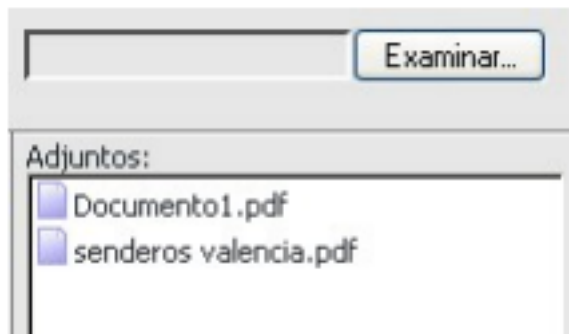 Examinar...
Adjuntos:
Documento1.pdf
senderos valencia.pdf